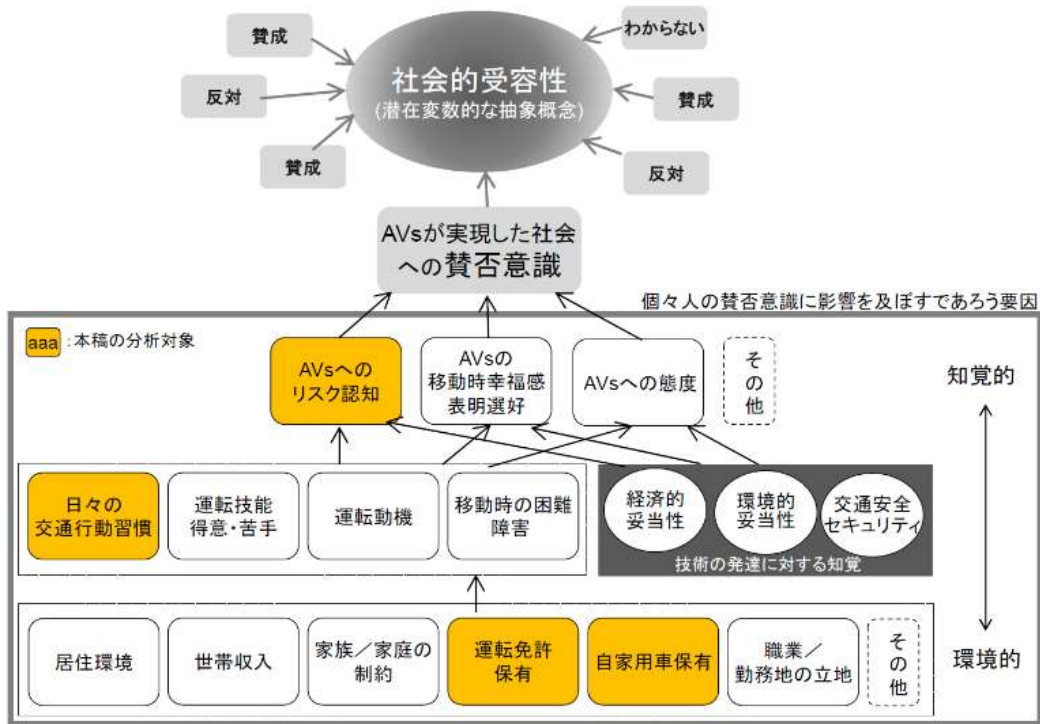 わからない
賛成
社会的受容性
(潜在変数的な抽象概念)
反対
賛成
賛成
反対
AVsが実現した社会
への賛否意識
個々人の賛否意識に影響を及ぼすであろう要因
aaa :本稿の分析対象
AVsへの
リスク認知
AVsの
移動時幸福感
表明選好
AVsへの態度
その他
知覚的
日々の
交通行動習慣
運転技能
得意・苦手
運転動機
移動時の困難
障害
経済的
妥当性
環境的
妥当性
交通安全
セキュリティ
技術の発達に対する知覚
居住環境
世帯収入
家族／家庭の
制約
運転免許
保有
自家用車保有
職業／
勤務地の立地
その他
環境的